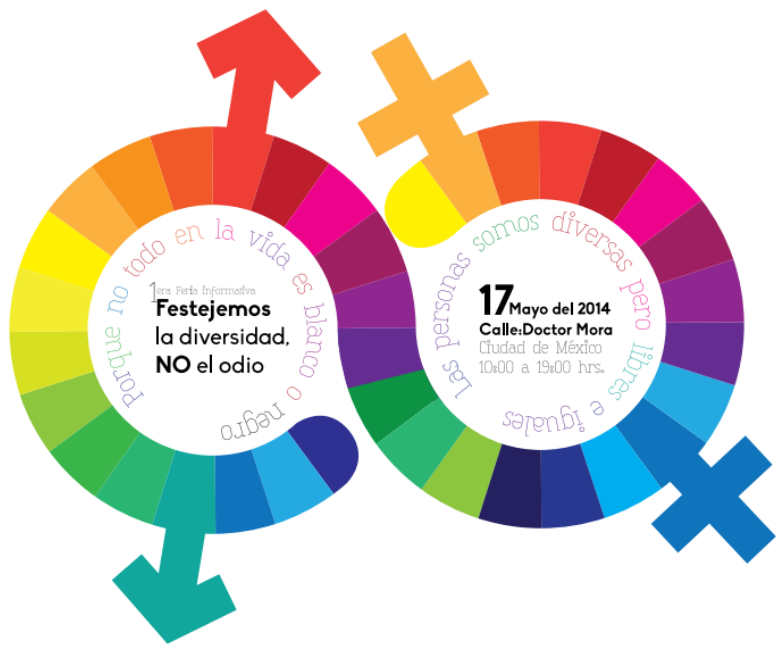 Porque no todo en la vida es blanco o negro
1era Feria Informativa
Festejemos
la diversidad,
NO el odio
Las personas somos diversas pero libres e iguales
17 Mayo del 2014
Calle:Doctor Mora
Ciudad de México
10:00 a 19:00 hrs.